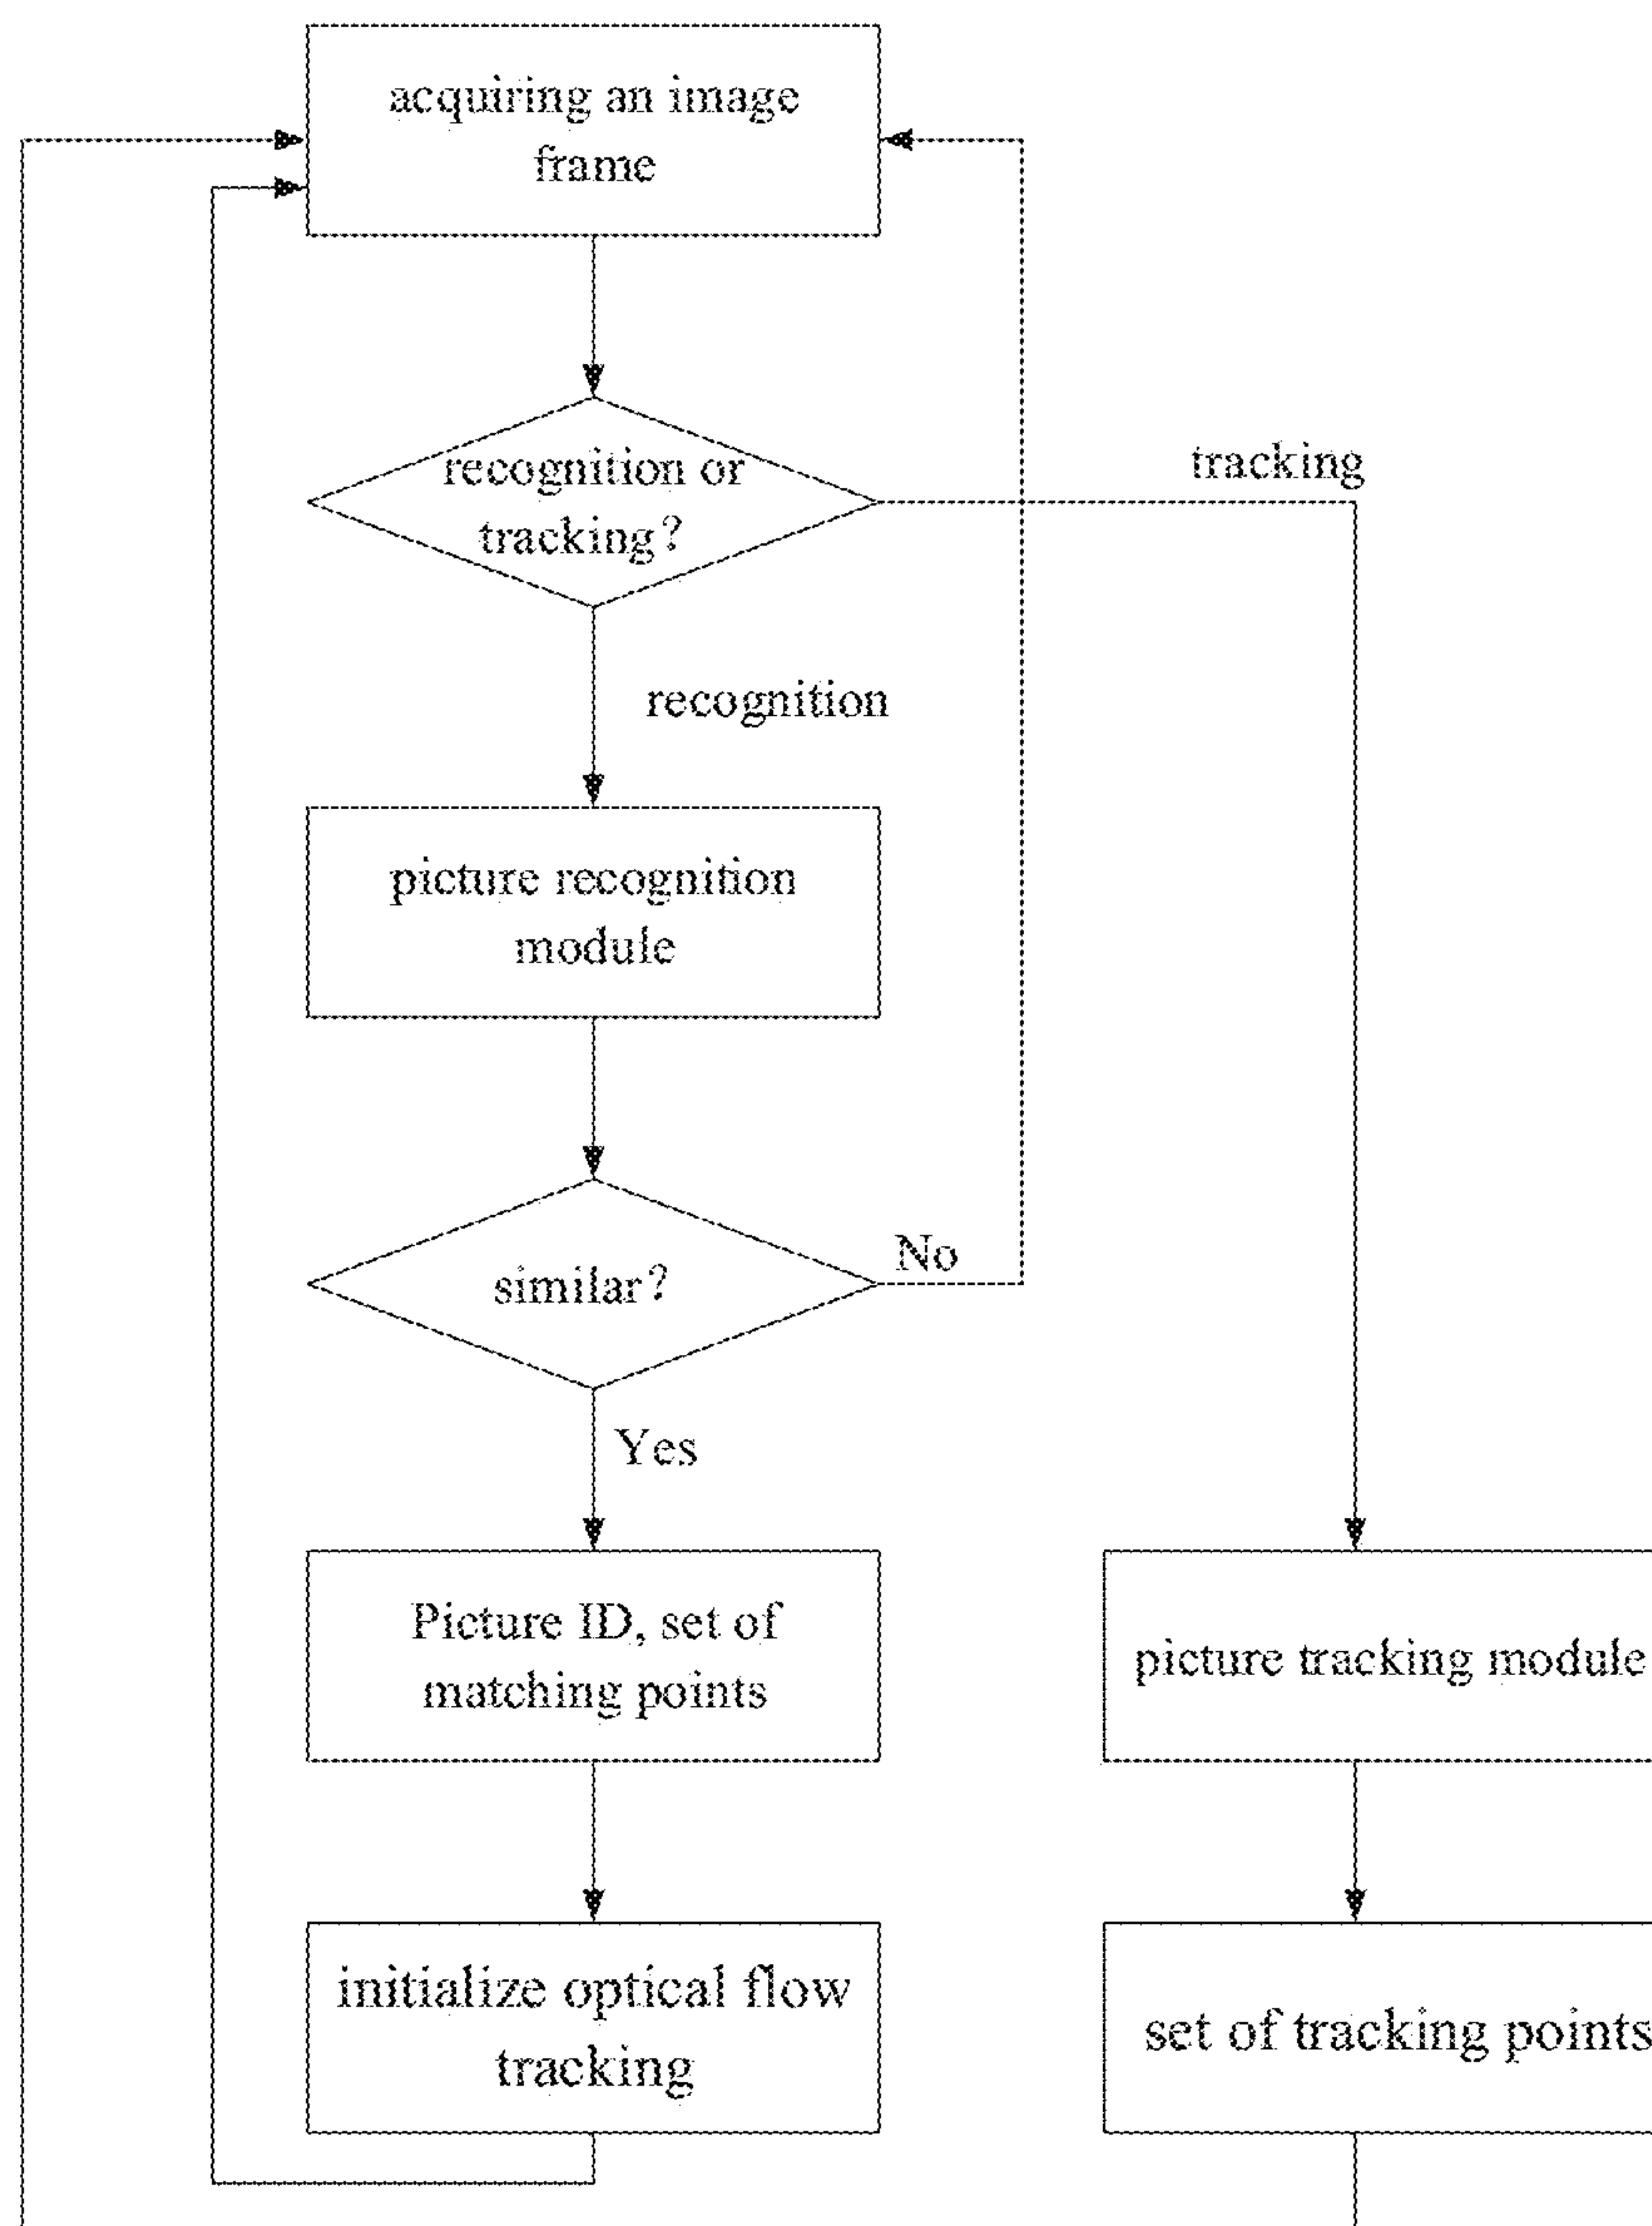 acquiring an image
frame
recognition or
tracking?
tracking
recognition
picture recognition
module
similar?
No
Yes
Picture ID, set of
matching points
picture tracking module
initialize optical flow
tracking
set of tracking points